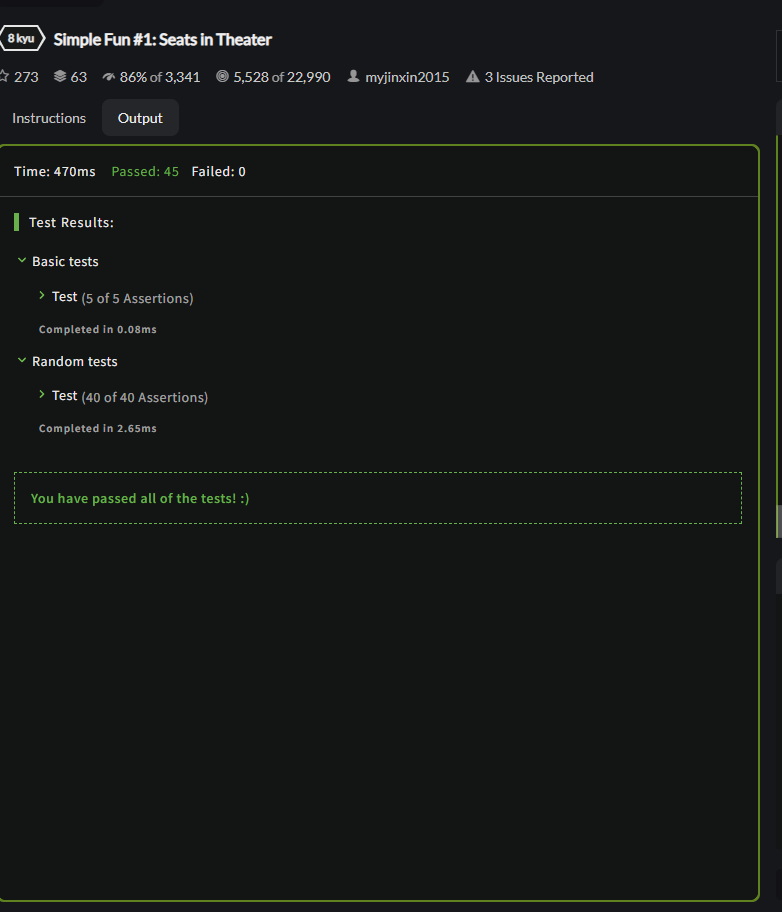 8 kyu Simple Fun #1: Seats in Theater
273 63 86% of 3,341 5,528 of 22,990 myjinxin2015 3 Issues Reported
Instructions Output
Time: 470ms Passed: 45 Failed: 0
Test Results:
Basic tests
Test (5 of 5 Assertions)
Completed in 0.08ms
Random tests
Test (40 of 40 Assertions)
Completed in 2.65ms
You have passed all of the tests! :)